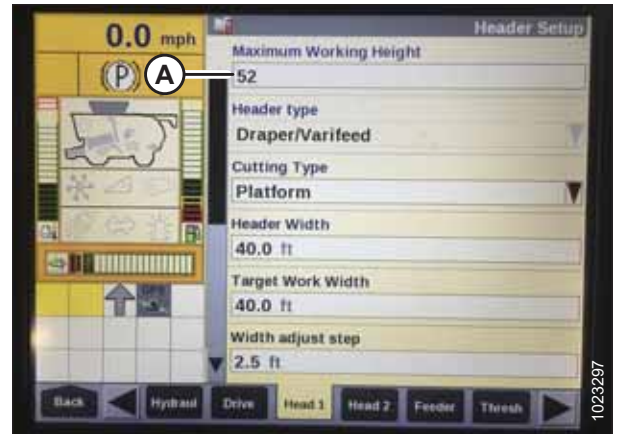 0.0 mph
(P)
A
Header Setup
Maximum Working Height
52
Header type
Draper/Varifeed
Cutting Type
Platform
Header Width
40.0 ft
Target Work Width
40.0 ft
Width adjust step
2.5 ft
Back
Hydraul
Drive
Head 1
Head 2
Feeder
Thresh
1023297